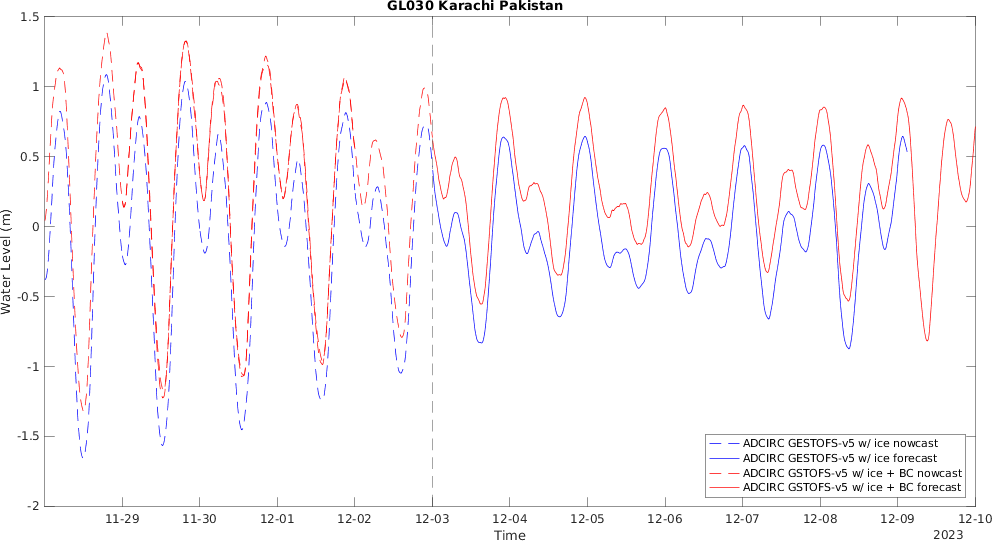 GL030 Karachi Pakistan
1.5
1
0.5
0
-0.5
-1
-1.5
-2
Water Level (m)
ADCIRC GESTOFS-v5 w/ ice nowcast
ADCIRC GESTOFS-v5 w/ ice forecast
ADCIRC GSTOFS-v5 w/ ice + BC nowcast
ADCIRC GSTOFS-v5 w/ ice + BC forecast
11-29 11-30 12-01 12-02 12-03 12-04 12-05 12-06 12-07 12-08 12-09 12-10
Time
2023